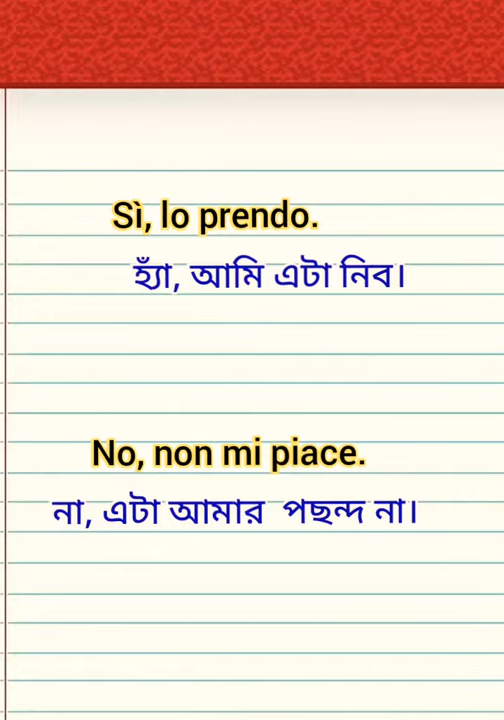 Sì, lo prendo.
হ্যাঁ, আমি এটা নিব।
No, non mi piace.
না, এটা আমার পছন্দ না।